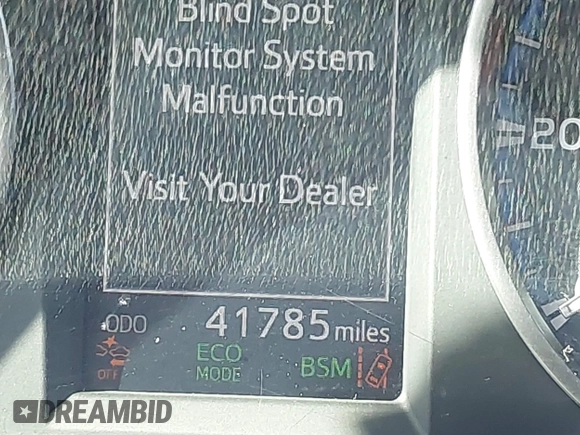 Blind Spot
Monitor System
Malfunction
Visit Your Dealer
20
ODO 41785 miles
OFF
ECO
MODE
BSM
DREAMBID